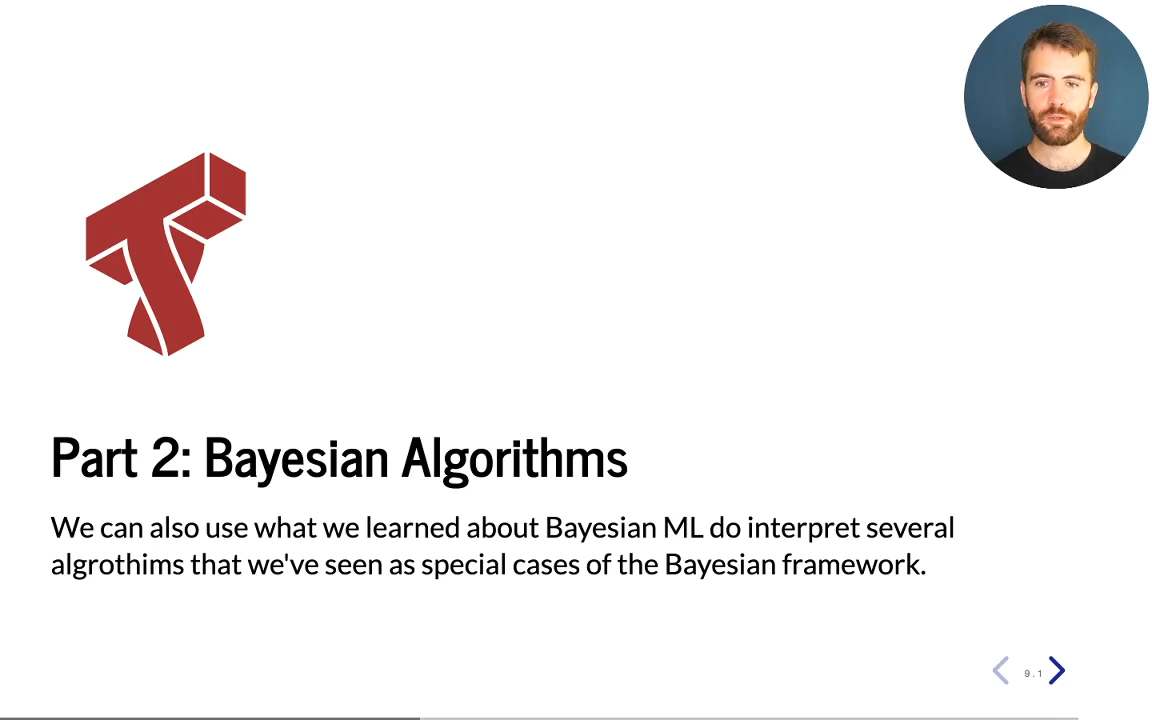 Part 2: Bayesian Algorithms
We can also use what we learned about Bayesian ML do interpret several
algrothims that we've seen as special cases of the Bayesian framework.
9.1